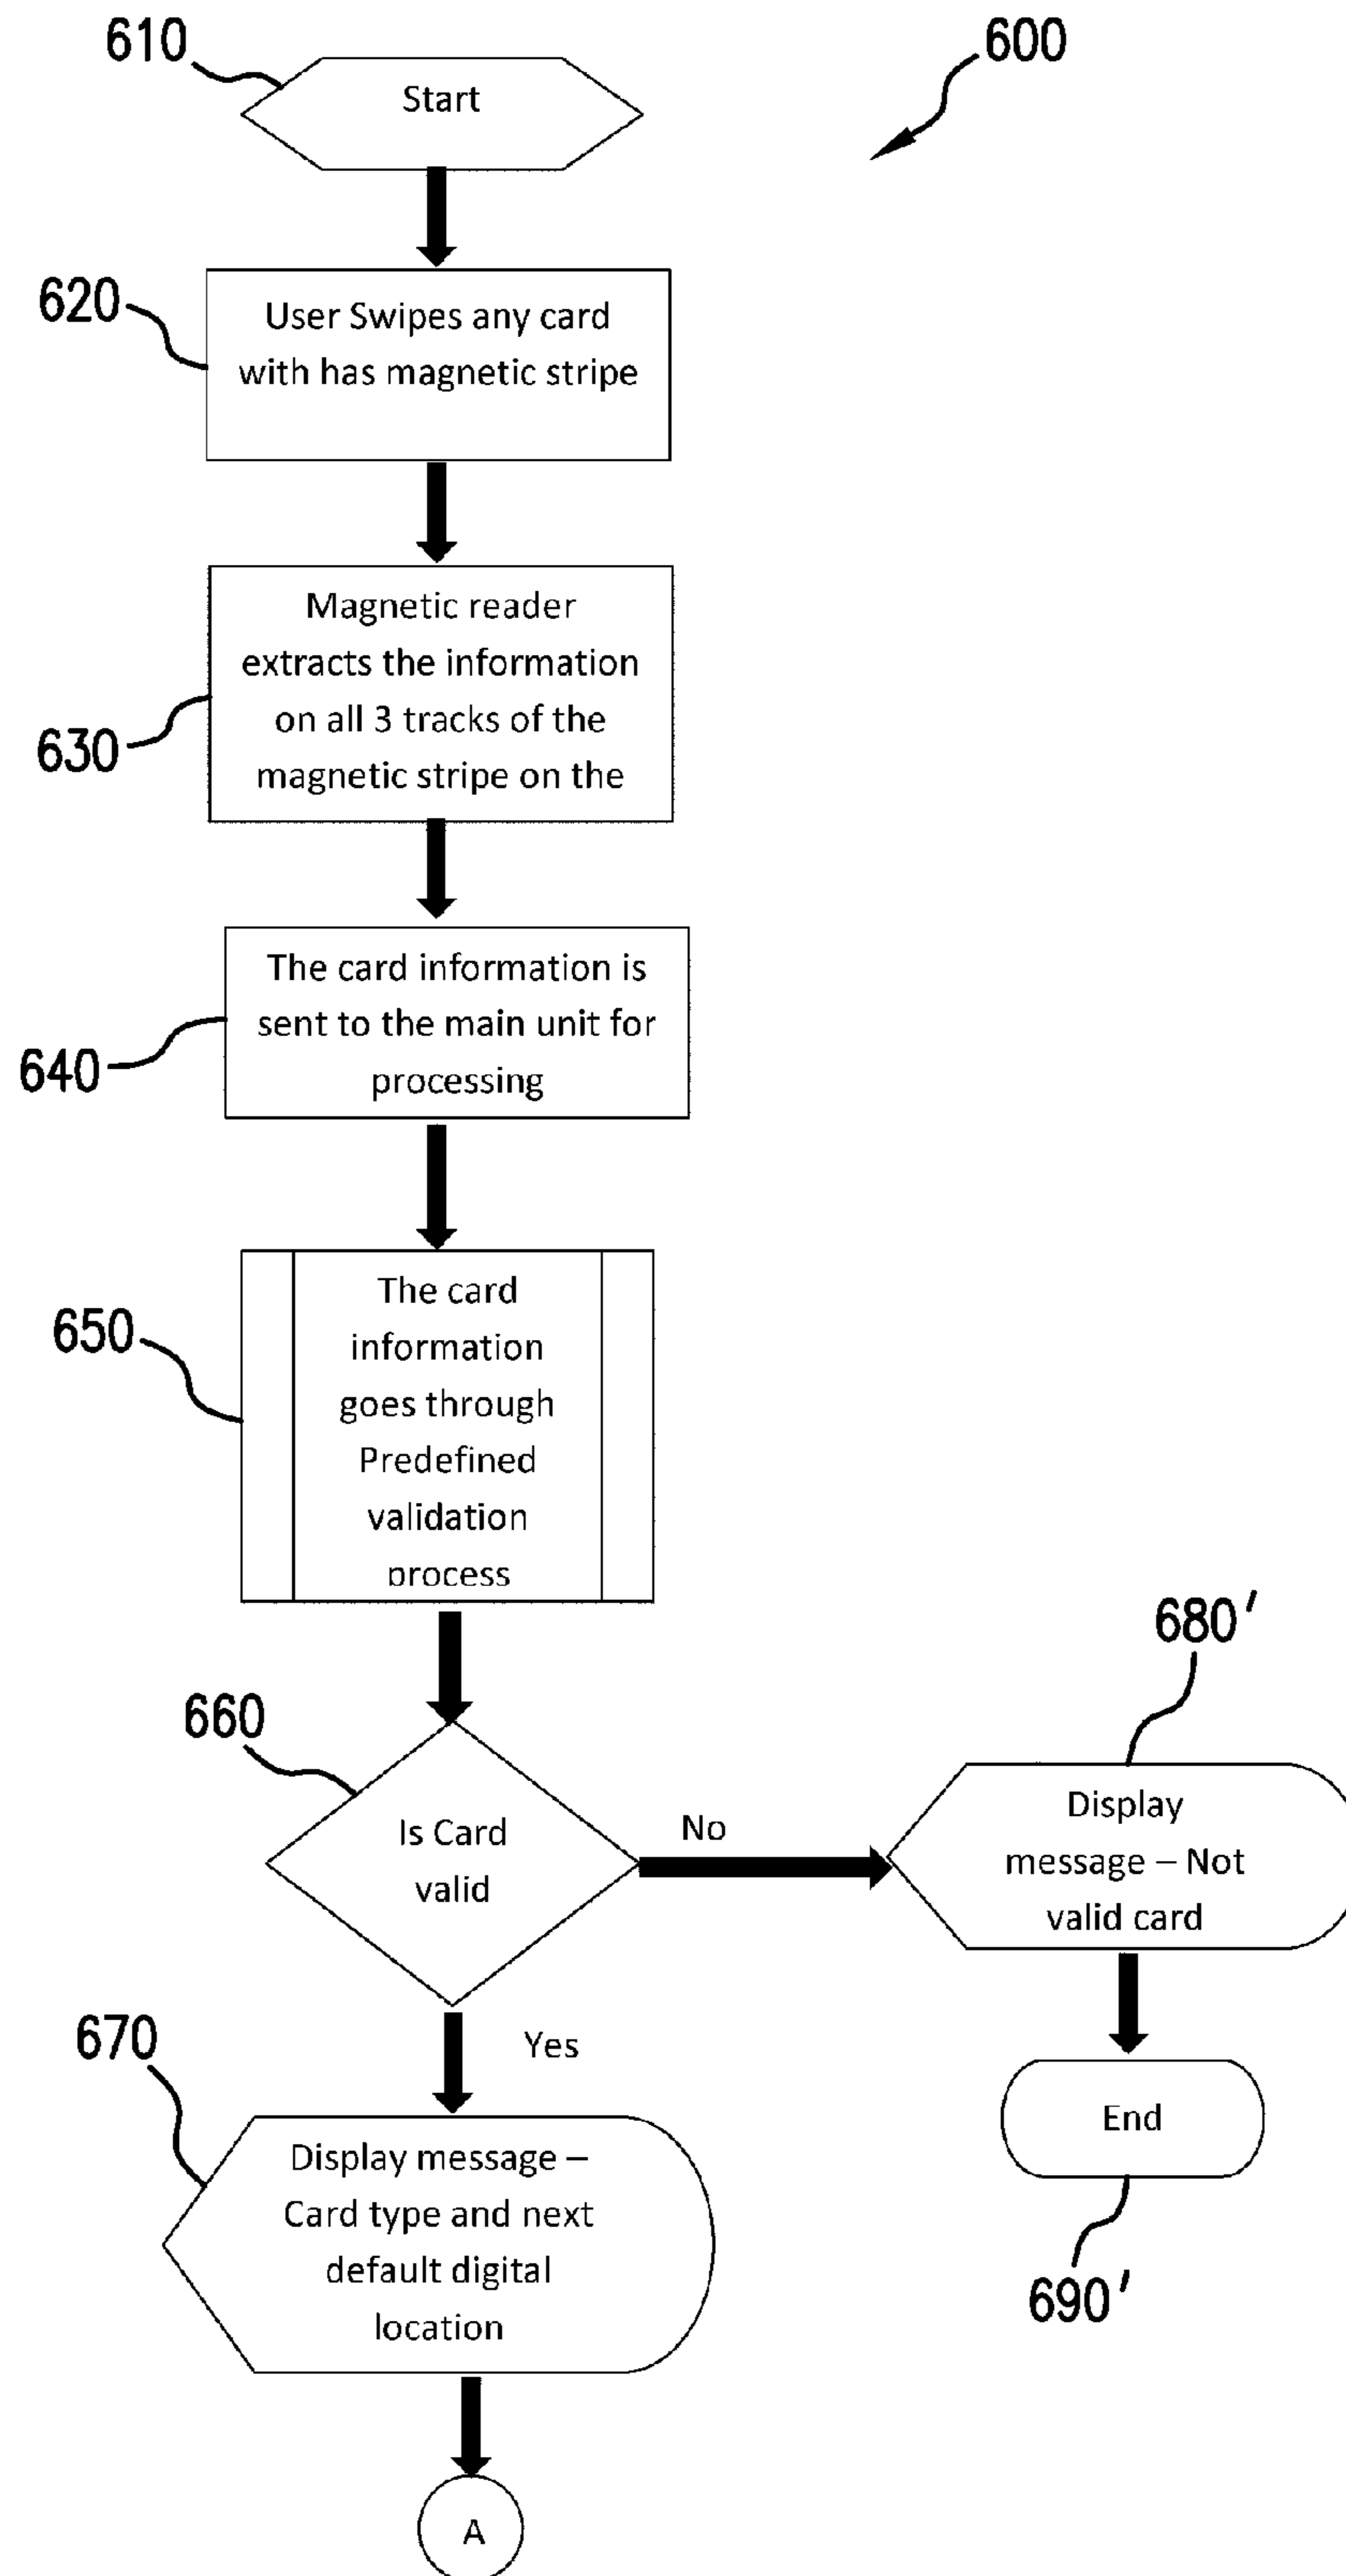 610
600
Start
620
User Swipes any card
with has magnetic stripe
630
Magnetic reader
extracts the information
on all 3 tracks of the
magnetic stripe on the
640
The card information is
sent to the main unit for
processing
650
The card
information
goes through
Predefined
validation
process
660
Is Card
valid
No
680'
Display
message – Not
valid card
Yes
End
690'
670
Display message –
Card type and next
default digital
location
A